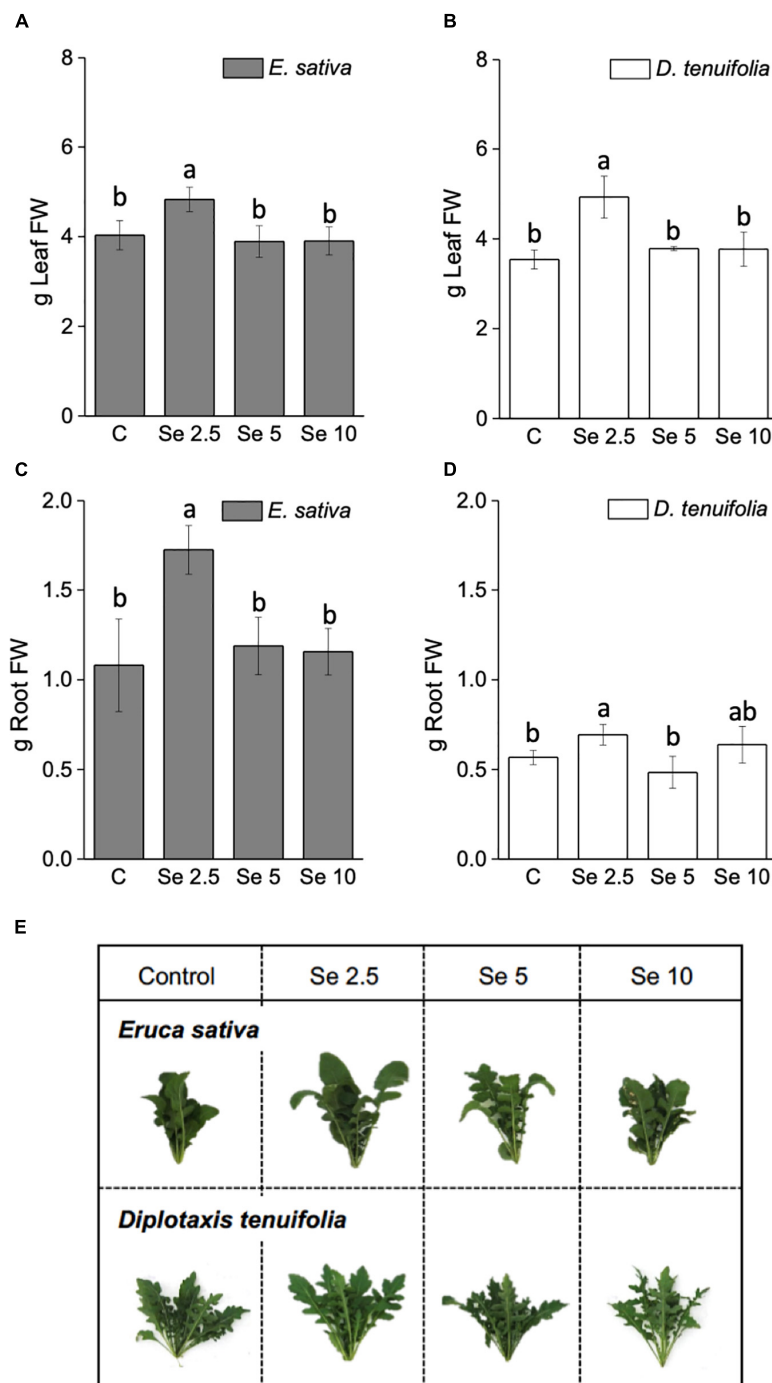 A
E. sativa
g Leaf FW
8
6
4
2
0
b
a
b
b
C Se 2.5 Se 5 Se 10
B
D. tenuifolia
g Leaf FW
8
6
4
2
0
b
a
b
b
C Se 2.5 Se 5 Se 10
C
E. sativa
g Root FW
2.0
1.5
1.0
0.5
0.0
b
a
b
b
C Se 2.5 Se 5 Se 10
D
D. tenuifolia
g Root FW
2.0
1.5
1.0
0.5
0.0
b
a
b
ab
C Se 2.5 Se 5 Se 10
E
Control Se 2.5 Se 5 Se 10
Eruca sativa
Diplotaxis tenuifolia